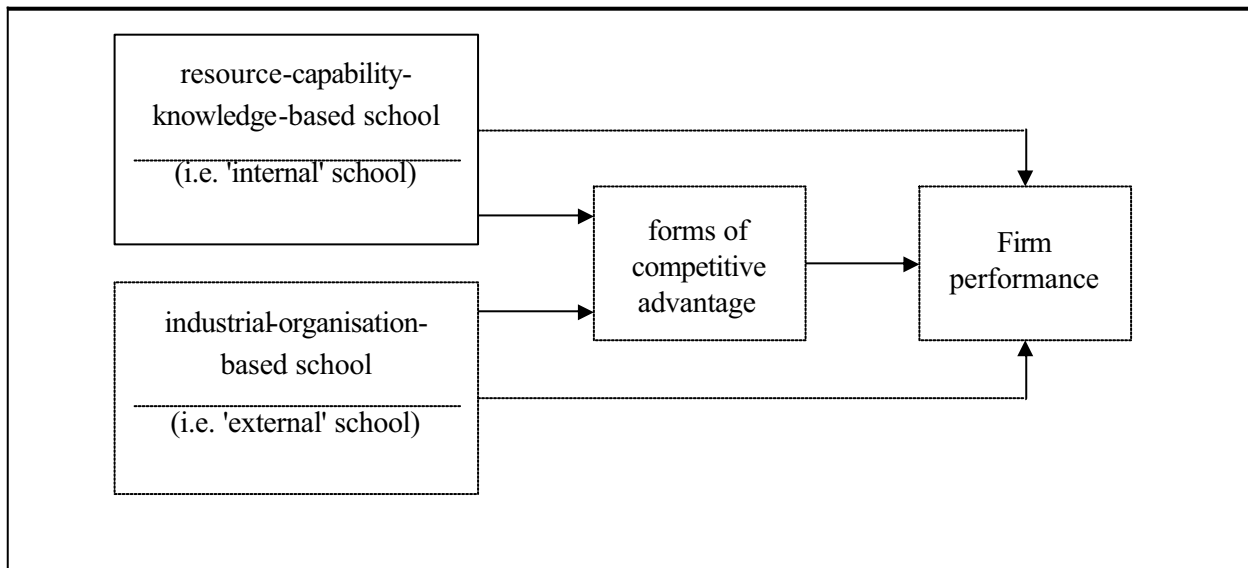 resource-capability-
knowledge-based school
(i.e. 'internal' school)
forms of
competitive
advantage
Firm
performance
industrial-organisation-
based school
(i.e. 'external' school)